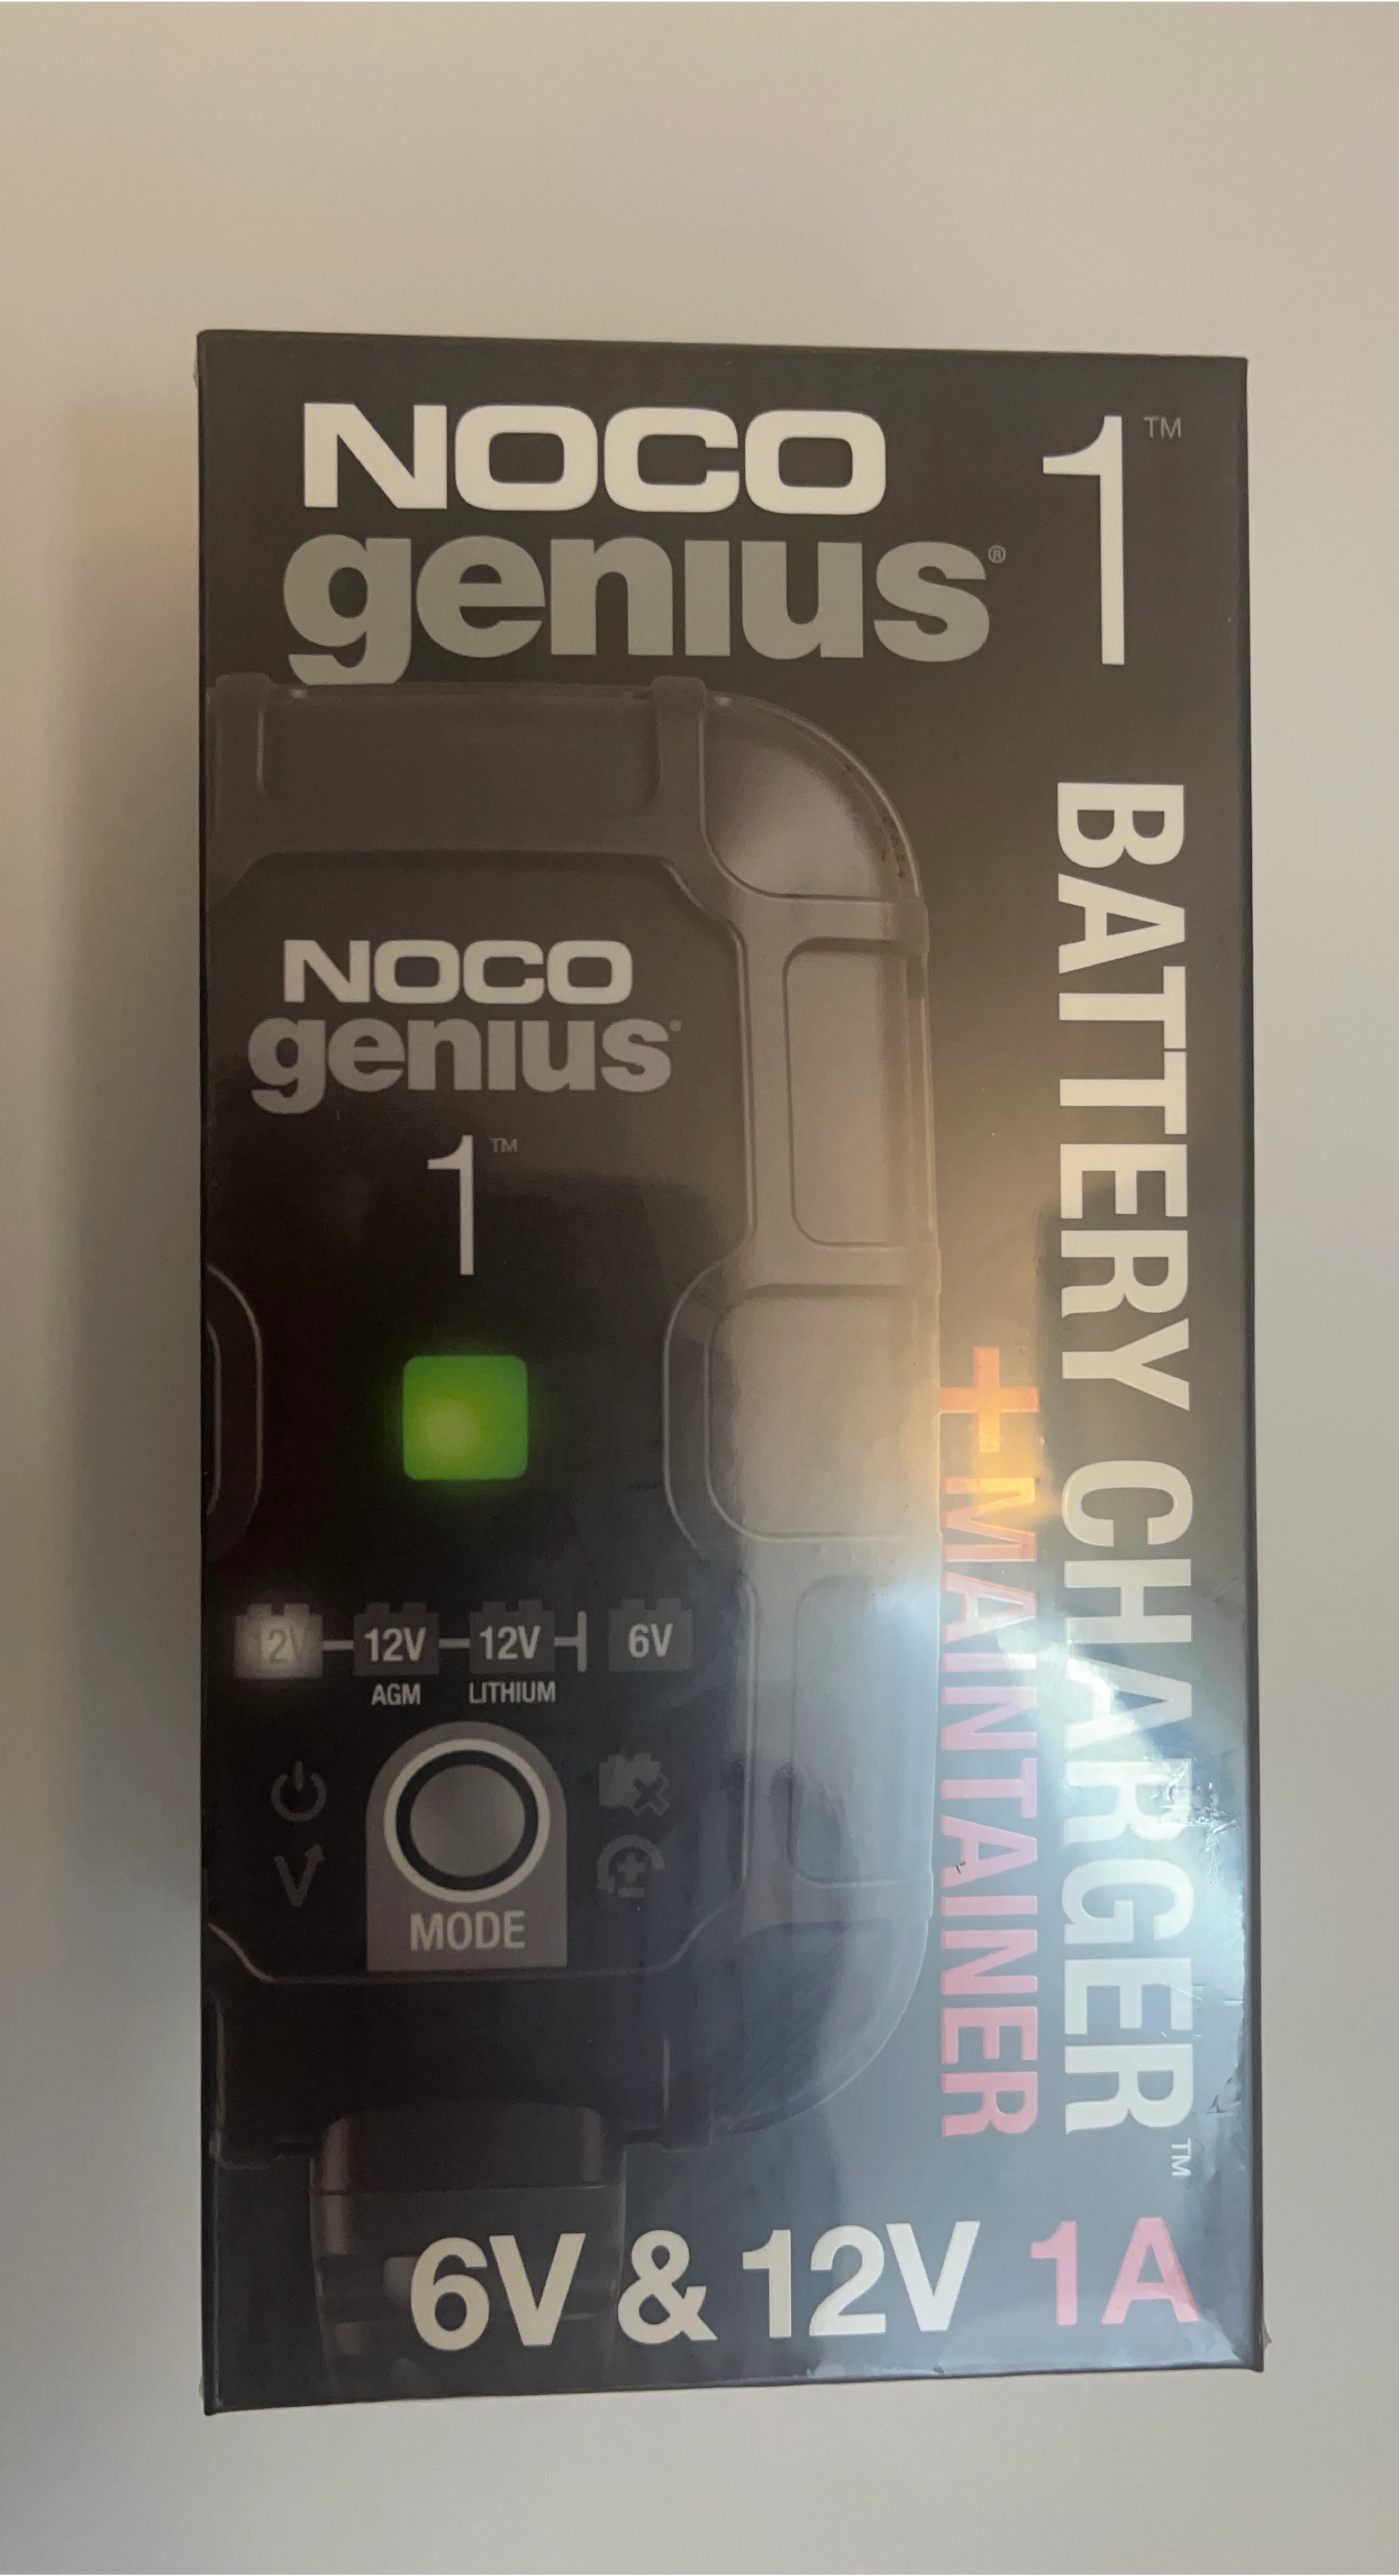 NOCO
genius®
1™
BATTERY CHARGER™
+ MAINTAINER
NOCO
genius
1™
12V 12V 12V 6V
AGM LITHIUM
V
MODE
6V & 12V 1A